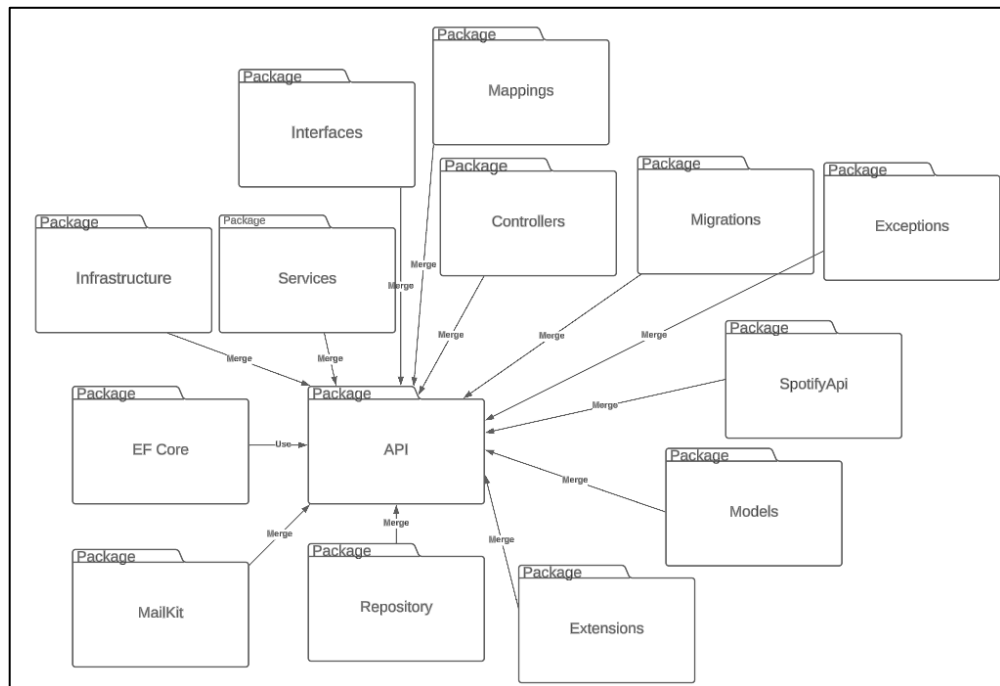 Package
Mappings
Package
Interfaces
Package
Controllers
Package
Migrations
Package
Exceptions
Package
Infrastructure
Package
Services
Merge
Merge
Merge
Merge
Merge
Merge
Merge
Package
SpotifyApi
Merge
Package
EF Core
Use
Package
API
Package
Models
Merge
Package
MailKit
Merge
Package
Repository
Merge
Package
Extensions
Merge